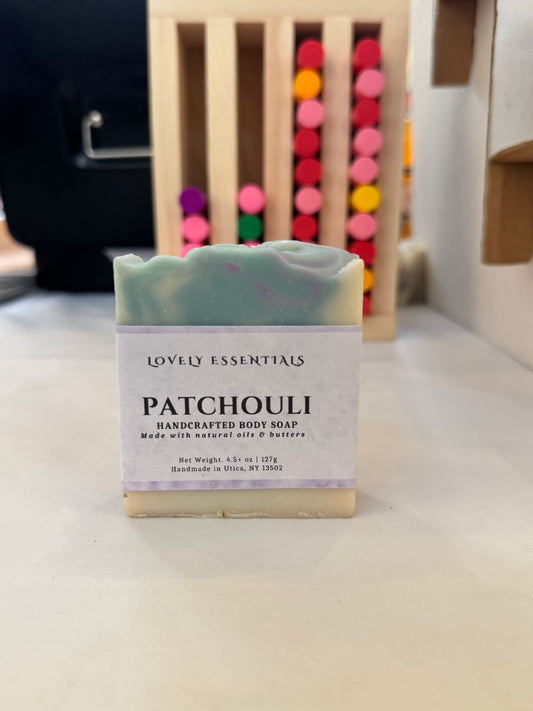 LOVELY ESSENTIALS
PATCHOULI
HANDCRAFTED BODY SOAP
Made with natural oils & butters
Net Weight. 4.5+ oz | 127g
Handmade in Utica, NY 13502